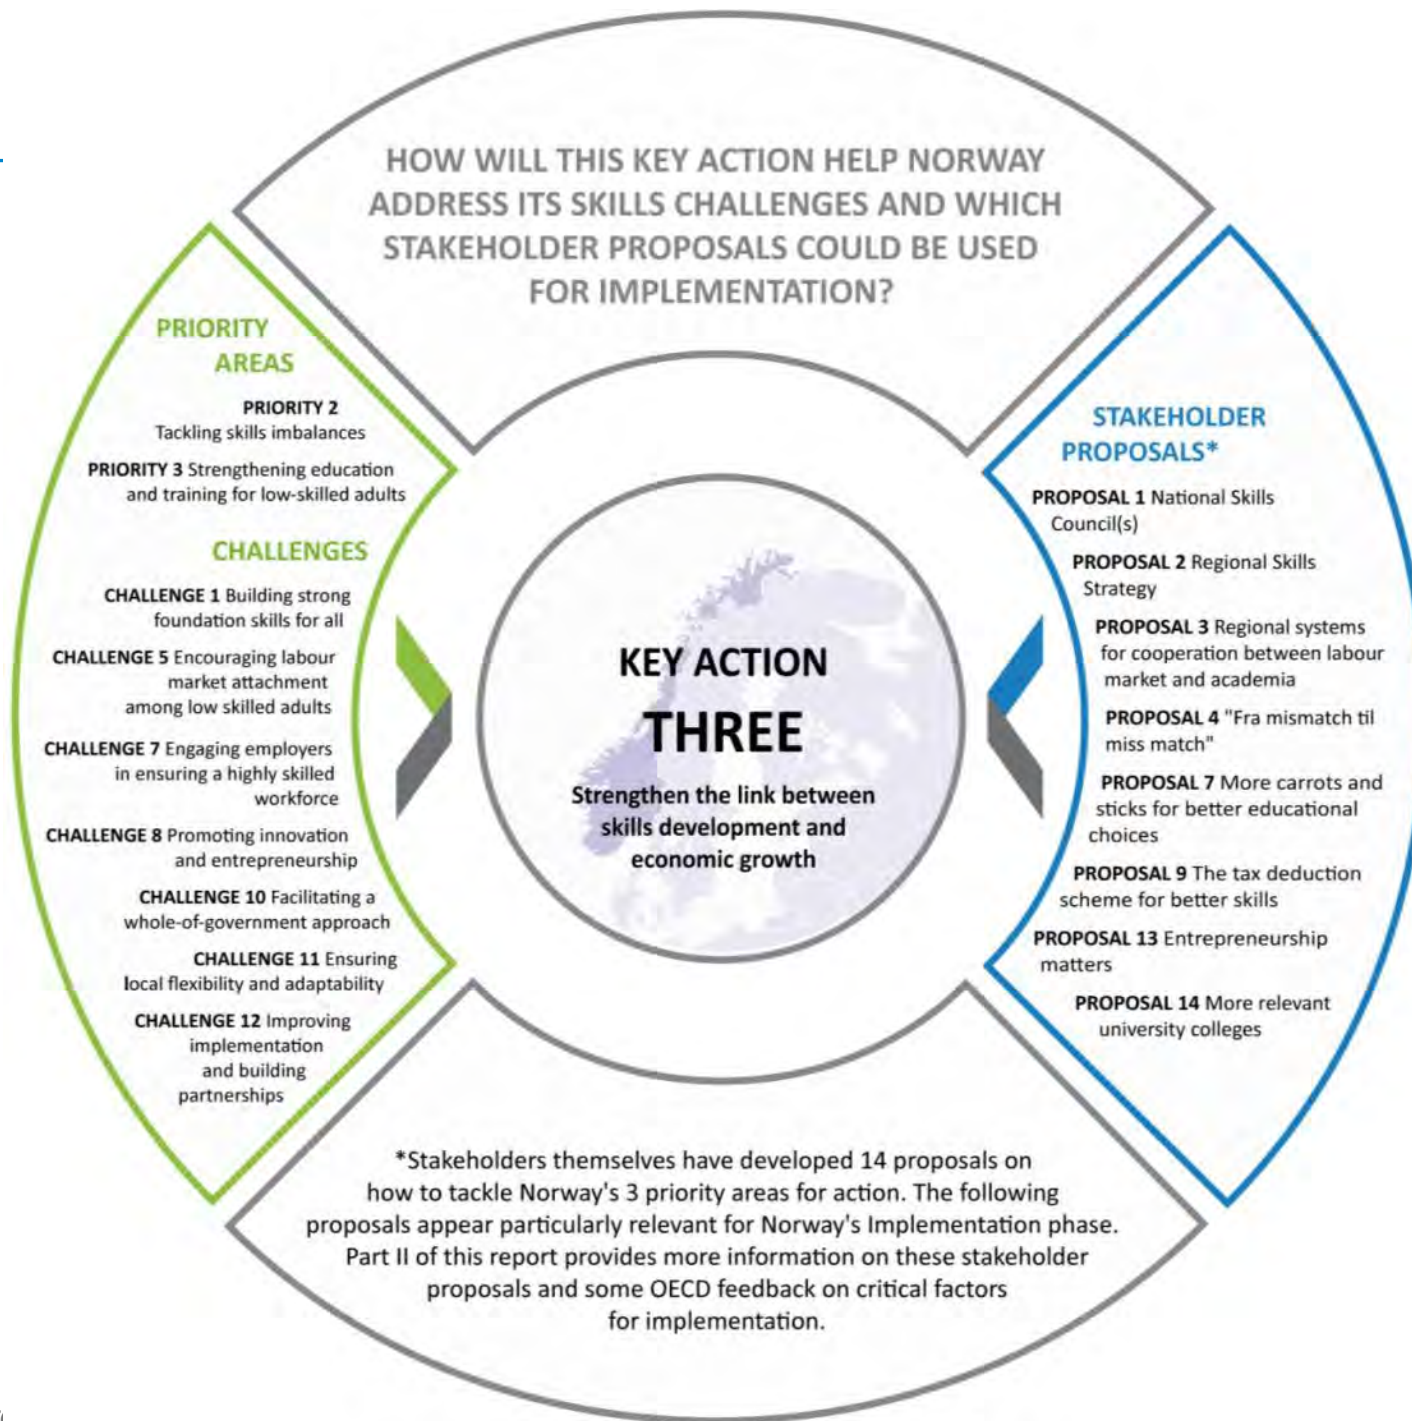 HOW WILL THIS KEY ACTION HELP NORWAY
ADDRESS ITS SKILLS CHALLENGES AND WHICH
STAKEHOLDER PROPOSALS COULD BE USED
FOR IMPLEMENTATION?
PRIORITY
AREAS
PRIORITY 2
Tackling skills imbalances
PRIORITY 3 Strengthening education
and training for low-skilled adults
CHALLENGES
CHALLENGE 1 Building strong
foundation skills for all
CHALLENGE 5 Encouraging labour
market attachment
among low skilled adults
CHALLENGE 7 Engaging employers
in ensuring a highly skilled
workforce
CHALLENGE 8 Promoting innovation
and entrepreneurship
CHALLENGE 10 Facilitating a
whole-of-government approach
CHALLENGE 11 Ensuring
local flexibility and adaptability
CHALLENGE 12 Improving
implementation
and building
partnerships
KEY ACTION
THREE
Strengthen the link between
skills development and
economic growth
STAKEHOLDER
PROPOSALS*
PROPOSAL 1 National Skills
Council(s)
PROPOSAL 2 Regional Skills
Strategy
PROPOSAL 3 Regional systems
for cooperation between labour
market and academia
PROPOSAL 4 "Fra mismatch til
miss match"
PROPOSAL 7 More carrots and
sticks for better educational
choices
PROPOSAL 9 The tax deduction
scheme for better skills
PROPOSAL 13 Entrepreneurship
matters
PROPOSAL 14 More relevant
university colleges
*Stakeholders themselves have developed 14 proposals on
how to tackle Norway's 3 priority areas for action. The following
proposals appear particularly relevant for Norway's Implementation phase.
Part II of this report provides more information on these stakeholder
proposals and some OECD feedback on critical factors
for implementation.